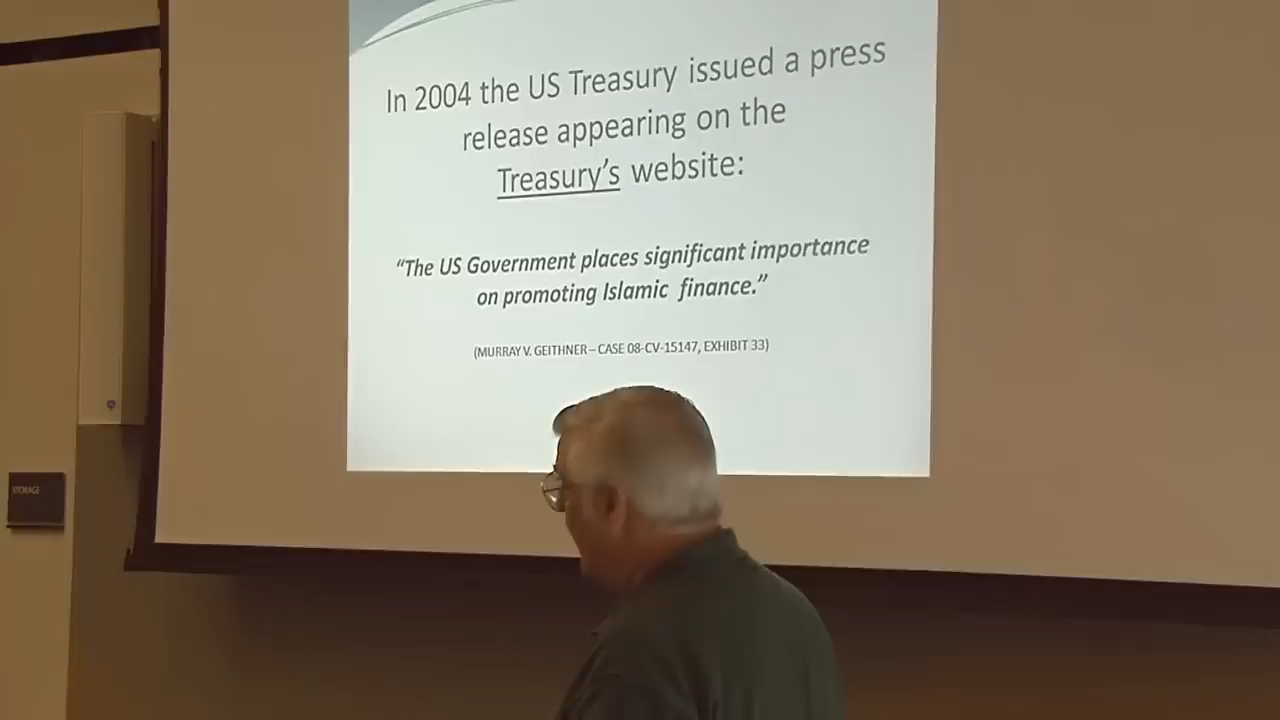 In 2004 the US Treasury issued a press
release appearing on the
Treasury's website:
“The US Government places significant importance
on promoting Islamic finance.”
(MURRAY V. GEITHNER – CASE 08-CV-15147, EXHIBIT 33)
STORAGE